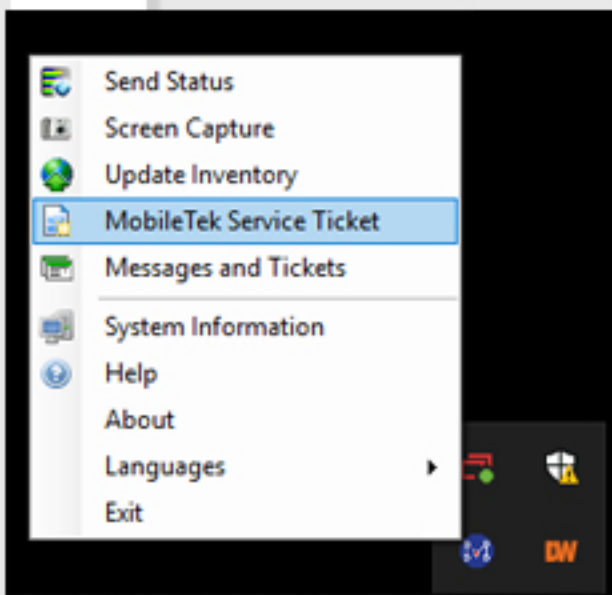 Send Status
Screen Capture
Update Inventory
MobileTek Service Ticket
Messages and Tickets
System Information
Help
About
Languages
Exit
DW